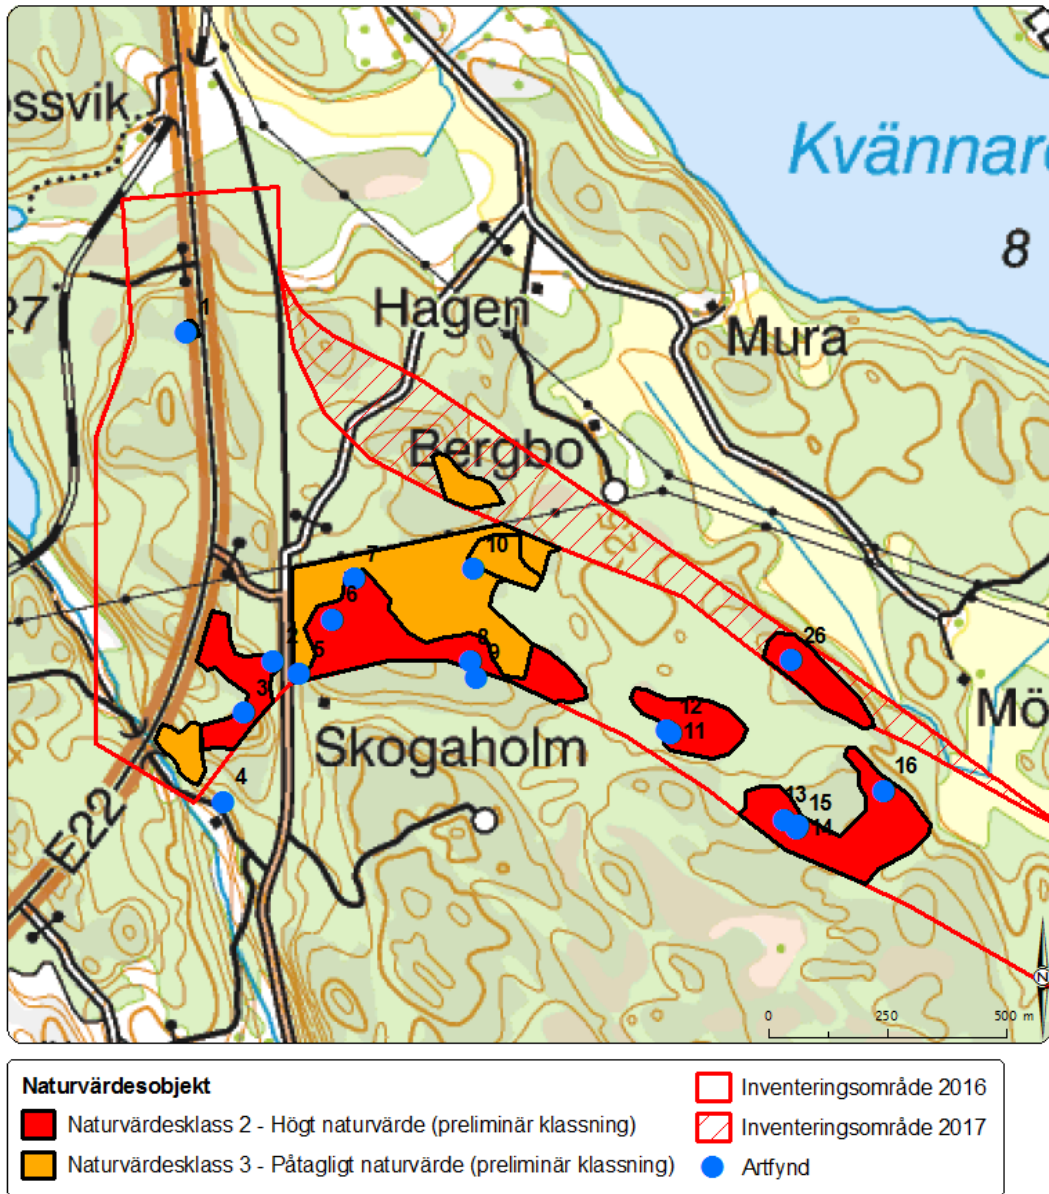 ossvik
Kvännare
8
27
1
Hagen
Mura
Bergbo
10
7
6
2
5
8
9
26
3
Mö
12
11
Skogaholm
4
16
13
15
14
E22
N
0
250
500 m
Naturvärdesobjekt
Naturvärdesklass 2 - Högt naturvärde (preliminär klassning)
Naturvärdesklass 3 - Påtagligt naturvärde (preliminär klassning)
Inventeringsområde 2016
Inventeringsområde 2017
Artfynd